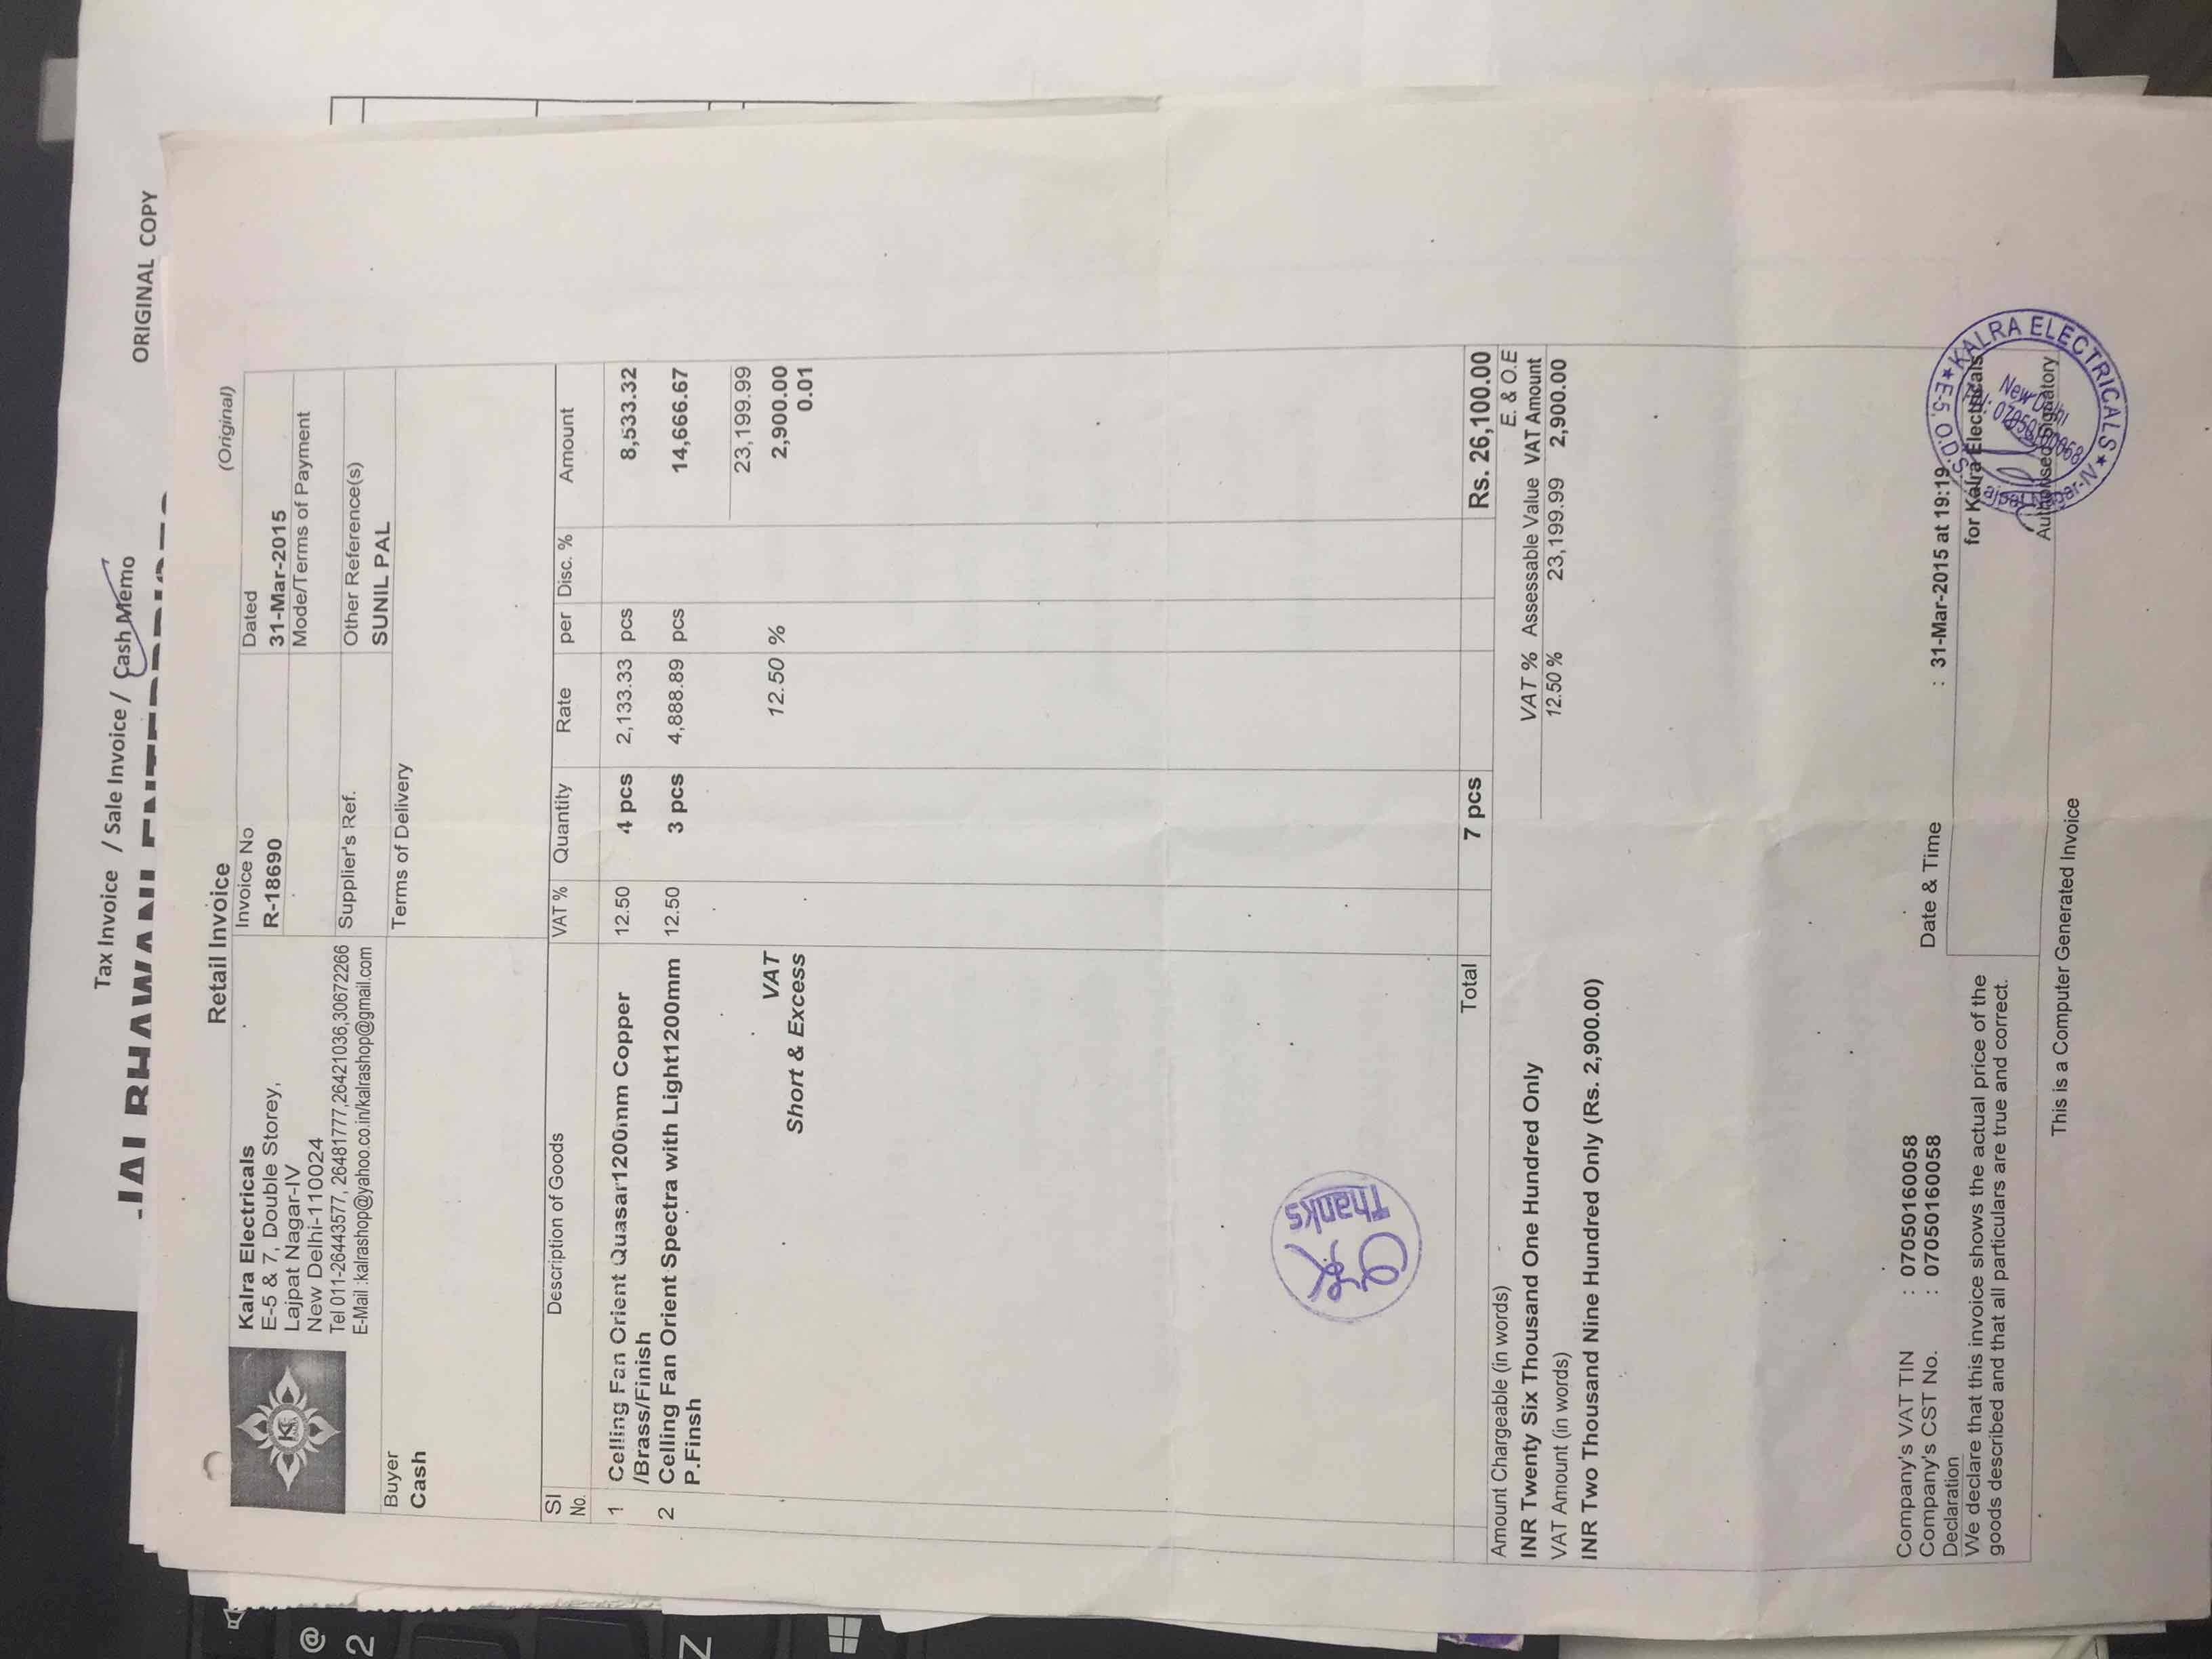 Tax Invoice / Sale Invoice / Cash Memo
ORIGINAL COPY
JAI BHAWANI ENTERPRISES
Retail Invoice
(Original)
Kalra Electricals
E-5 & 7, Double Storey,
Lajpat Nagar-IV
New Delhi-110024
Tel 011-26443577, 26481777,26421036,30672266
E-Mail :kalrashop@yahoo.co.in/kalrashop@gmail.com
Invoice No
R-18690
Dated
31-Mar-2015
Mode/Terms of Payment
Supplier's Ref.
Other Reference(s)
SUNIL PAL
Buyer
Cash
Terms of Delivery
SI No. Description of Goods VAT % Quantity Rate per Disc. % Amount
1 Celling Fan Orient Quasar1200mm Copper 12.50 4 pcs 2,133.33 pcs 8,533.32
/Brass/Finish
2 Celling Fan Orient Spectra with Light1200mm 12.50 3 pcs 4,888.89 pcs 14,666.67
P.Finsh
23,199.99
VAT 12.50 % 2,900.00
Short & Excess 0.01
Thanks
Total 7 pcs Rs. 26,100.00
Amount Chargeable (in words) E. & O.E
INR Twenty Six Thousand One Hundred Only
VAT % Assessable Value VAT Amount
12.50 % 23,199.99 2,900.00
VAT Amount (in words)
INR Two Thousand Nine Hundred Only (Rs. 2,900.00)
Company's VAT TIN : 07050160058
Company's CST No. : 07050160058
Declaration
We declare that this invoice shows the actual price of the
goods described and that all particulars are true and correct.
Date & Time : 31-Mar-2015 at 19:19
for Kalra Electricals
Authorised Signatory
KALRA ELECTRICALS
E-5, D.D.S.
Lajpat Nagar-IV
New Delhi
This is a Computer Generated Invoice
@
2
Z